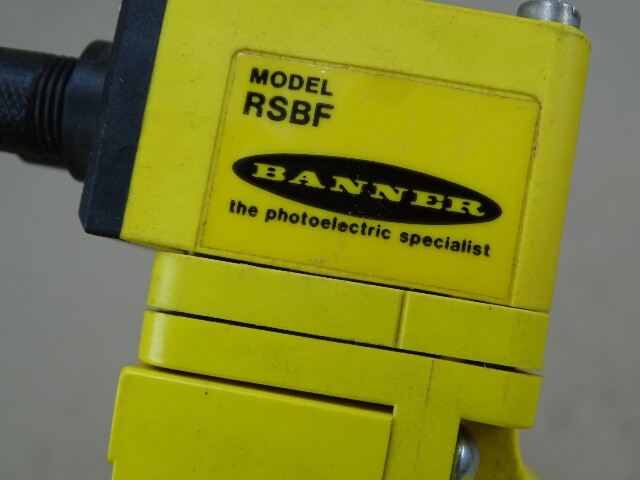 MODEL
RSBF
BANNER
the photoelectric specialist